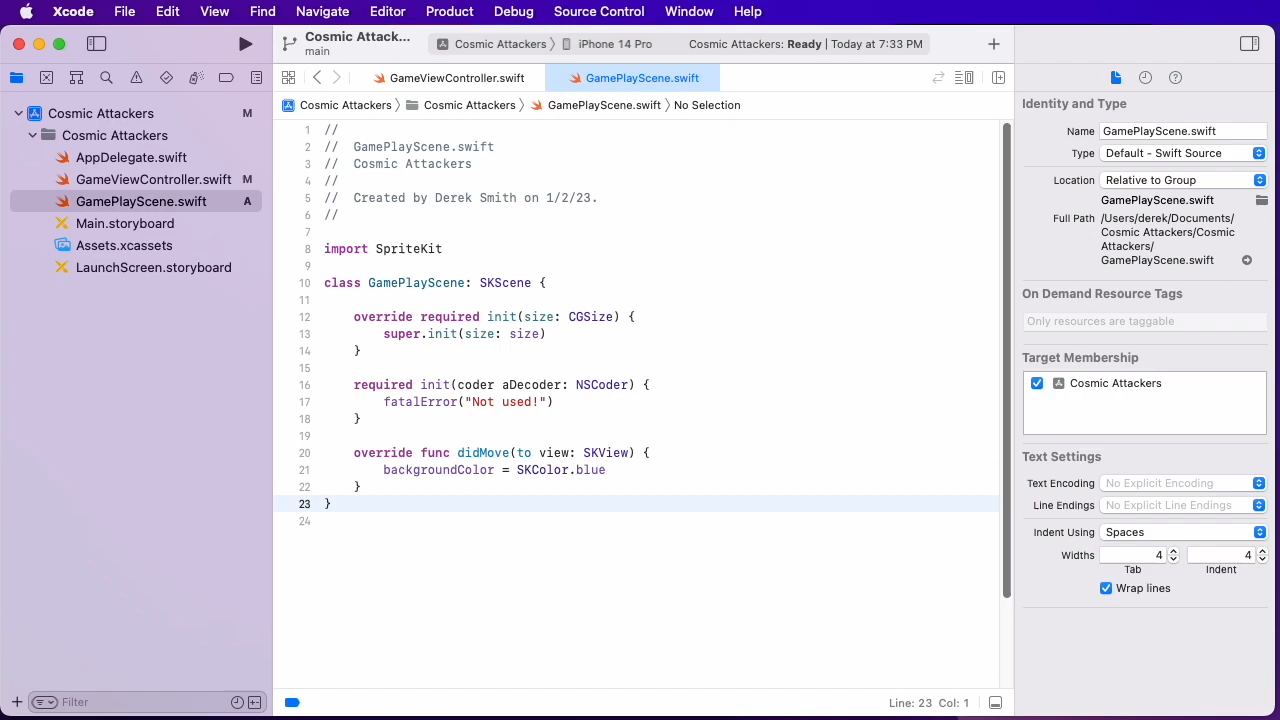 Xcode File Edit View Find Navigate Editor Product Debug Source Control Window Help
Cosmic Attack...
main
Cosmic Attackers
iPhone 14 Pro
Cosmic Attackers: Ready | Today at 7:33 PM
GameViewController.swift
GamePlayScene.swift
Cosmic Attackers
Cosmic Attackers
GamePlayScene.swift
No Selection
Cosmic Attackers M
Cosmic Attackers
AppDelegate.swift
GameViewController.swift M
GamePlayScene.swift A
Main.storyboard
Assets.xcassets
LaunchScreen.storyboard
Filter
1 //
2 //  GamePlayScene.swift
3 //  Cosmic Attackers
4 //
5 //  Created by Derek Smith on 1/2/23.
6 //
7
8 import SpriteKit
9
10 class GamePlayScene: SKScene {
11
12     override required init(size: CGSize) {
13         super.init(size: size)
14     }
15
16     required init(coder aDecoder: NSCoder) {
17         fatalError("Not used!")
18     }
19
20     override func didMove(to view: SKView) {
21         backgroundColor = SKColor.blue
22     }
23 }
24
Line: 23 Col: 1
Identity and Type
Name GamePlayScene.swift
Type Default - Swift Source
Location Relative to Group
GamePlayScene.swift
Full Path /Users/derek/Documents/
Cosmic Attackers/Cosmic
Attackers/
GamePlayScene.swift
On Demand Resource Tags
Only resources are taggable
Target Membership
Cosmic Attackers
Text Settings
Text Encoding No Explicit Encoding
Line Endings No Explicit Line Endings
Indent Using Spaces
Widths 4 4
Tab Indent
Wrap lines